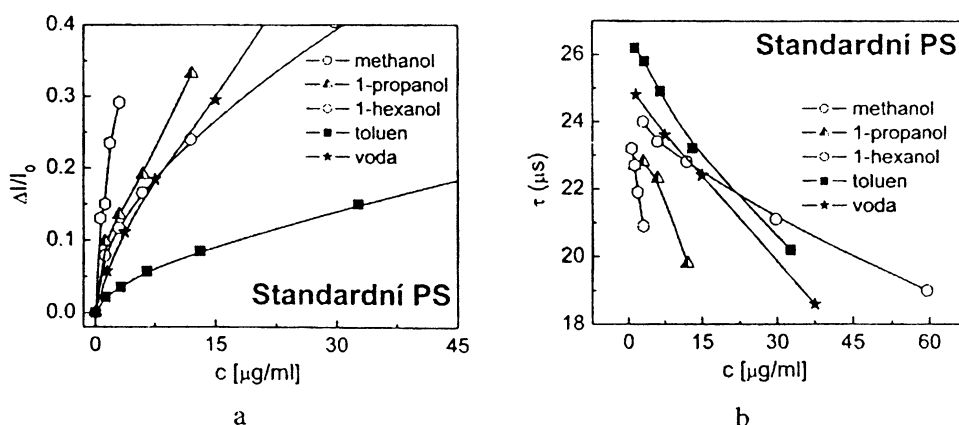 0.4
0.3
0.2
0.1
0.0
ΔI/I₀
methanol
1-propanol
1-hexanol
toluen
voda
Standardní PS
0 15 30 45
c [μg/ml]
a
26
24
22
20
18
τ (μs)
Standardní PS
methanol
1-propanol
1-hexanol
toluen
voda
0 15 30 45 60
c [μg/ml]
b